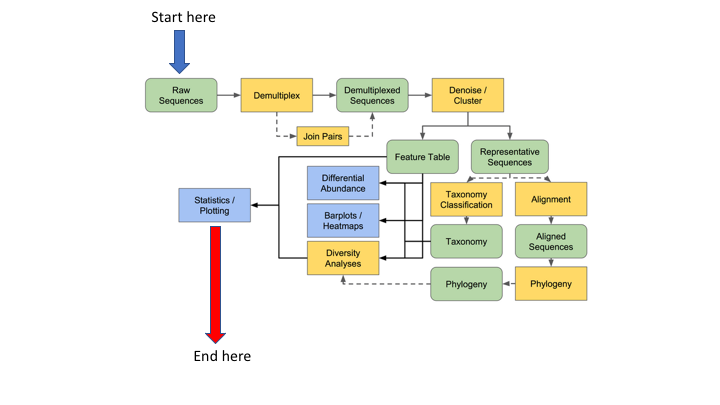 Start here
Raw
Sequences
Demultiplex
Demultiplexed
Sequences
Denoise /
Cluster
Join Pairs
Feature Table
Representative
Sequences
Differential
Abundance
Taxonomy
Classification
Alignment
Statistics /
Plotting
Barplots /
Heatmaps
Taxonomy
Aligned
Sequences
Diversity
Analyses
Phylogeny
Phylogeny
End here